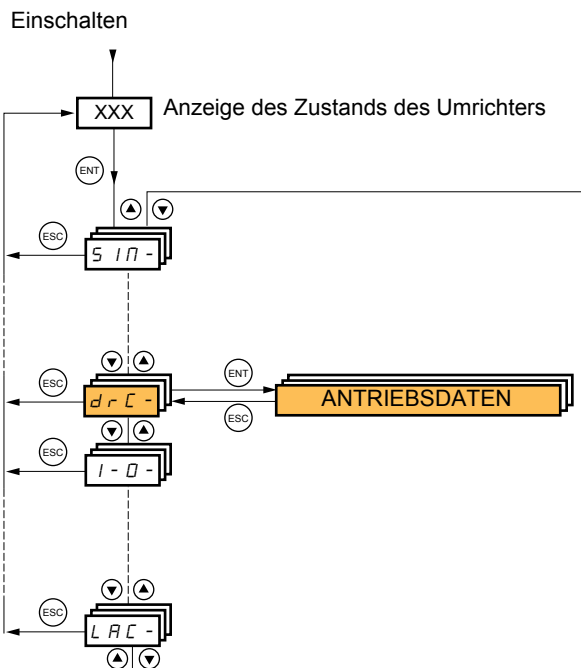 Einschalten
XXX Anzeige des Zustands des Umrichters
ENT
ESC
SIM-
ESC
drC-
ENT
ESC
ANTRIEBSDATEN
ESC
I-O-
ESC
LAC-